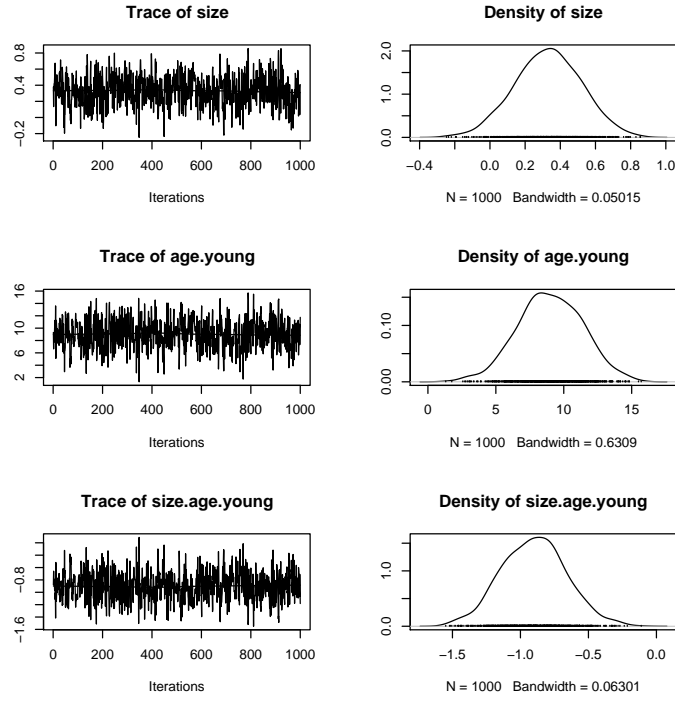 Trace of size
Density of size
0.8
0.4
−0.2
0 200 400 600 800 1000
Iterations
2.0
1.0
0.0
−0.4 0.0 0.2 0.4 0.6 0.8 1.0
N = 1000 Bandwidth = 0.05015
Trace of age.young
Density of age.young
16
10
6
2
0 200 400 600 800 1000
Iterations
0.10
0.00
0 5 10 15
N = 1000 Bandwidth = 0.6309
Trace of size.age.young
Density of size.age.young
−0.8
−1.6
0 200 400 600 800 1000
Iterations
1.0
0.0
−1.5 −1.0 −0.5 0.0
N = 1000 Bandwidth = 0.06301